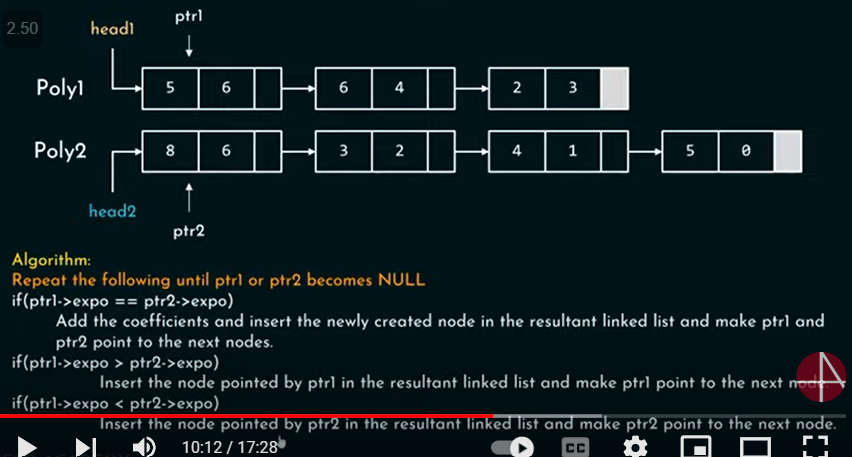 2.50
ptr1
head1
Poly1 5 6 6 4 2 3
Poly2 8 6 3 2 4 1 5 0
head2
ptr2
Algorithm:
Repeat the following until ptr1 or ptr2 becomes NULL
if(ptr1->expo == ptr2->expo)
Add the coefficients and insert the newly created node in the resultant linked list and make ptr1 and
ptr2 point to the next nodes.
if(ptr1->expo > ptr2->expo)
Insert the node pointed by ptr1 in the resultant linked list and make ptr1 point to the next node.
if(ptr1->expo < ptr2->expo)
Insert the node pointed by ptr2 in the resultant linked list and make ptr2 point to the next node.
10:12 / 17:28
CC